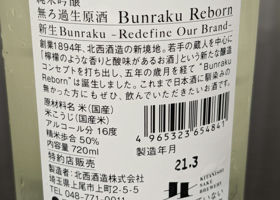 純米吟醸
無ろ過生原酒 Bunraku Reborn
新生Bunraku -Redefine Our Brand-
創業1894年、北西酒造の新境地。若手の蔵人を中心に
「檸檬のような香りと酸味があるお酒」という新たな醸造
コンセプトを打ち出し、五年の歳月を経て "Bunraku
Reborn" は誕生しました。これまで日本酒に馴染みの
無かった方にもぜひ、飲んでいただきたいお酒です。
原材料名 米(国産)
米こうじ(国産米)
アルコール分 16度
精米歩合 50%
内容量 720ml
特約店販売
4965323654841
製造年月
21.3
製造者:北西酒造株式会社
埼玉県上尾市上町2-5-5
TEL 048-771-0011
KITANISHI
SAKE
BREWERY